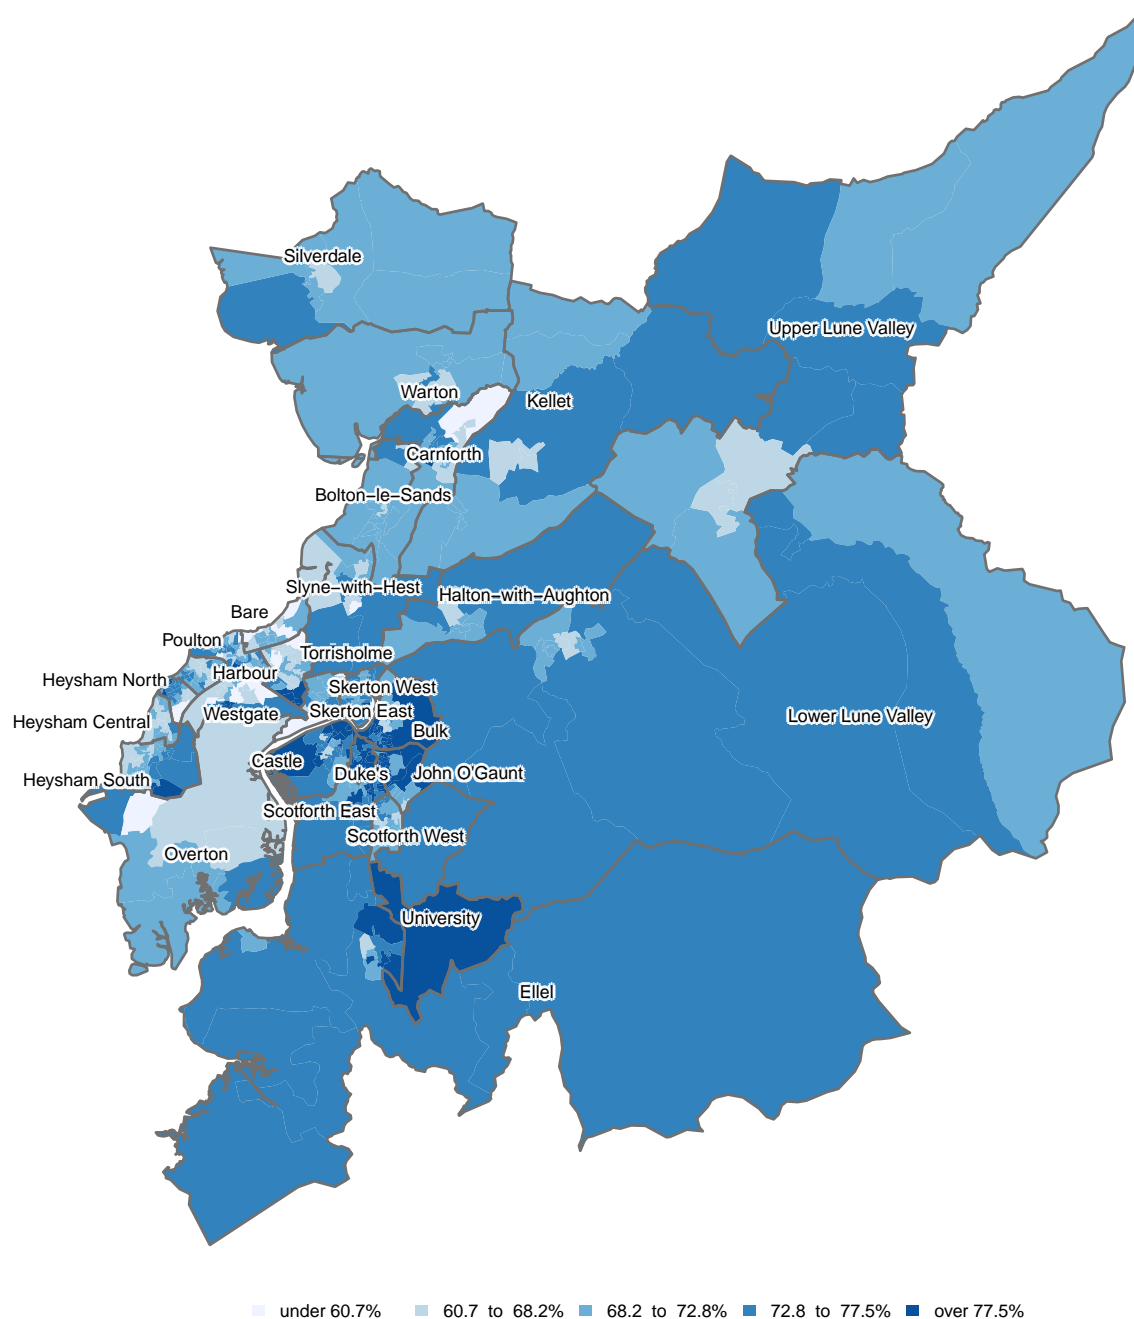 Silverdale
Upper Lune Valley
Warton
Kellet
Carnforth
Bolton−le−Sands
Slyne−with−Hest
Halton−with−Aughton
Bare
Poulton
Torrisholme
Harbour
Heysham North
Skerton West
Skerton East
Westgate
Heysham Central
Lower Lune Valley
Bulk
Castle
Duke's
John O'Gaunt
Heysham South
Scotforth East
Scotforth West
Overton
University
Ellel
under 60.7% 60.7 to 68.2% 68.2 to 72.8% 72.8 to 77.5% over 77.5%